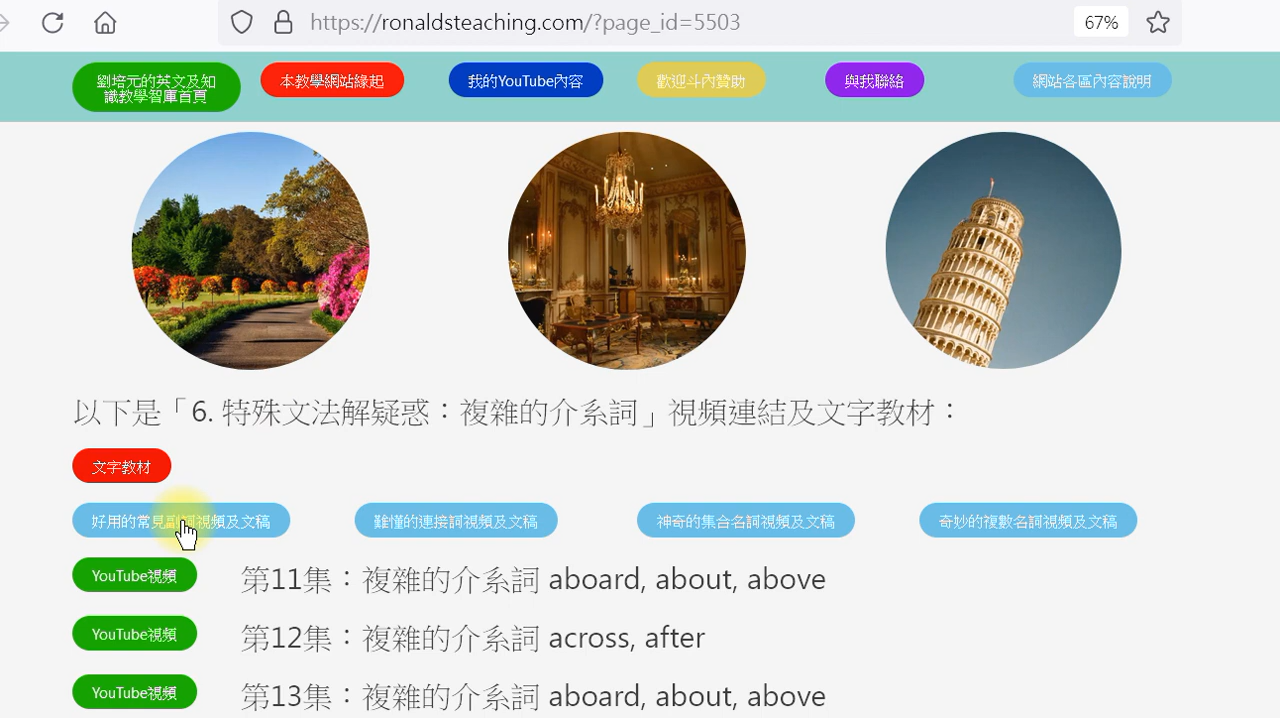 https://ronaldsteaching.com/?page_id=5503
67%
劉培元的英文及知
識教學智庫首頁
本教學網站緣起
我的YouTube內容
歡迎斗內贊助
與我聯絡
網站各區內容說明
以下是「6. 特殊文法解疑惑：複雜的介系詞」視頻連結及文字教材：
文字教材
好用的常見副詞視頻及文稿
難懂的連接詞視頻及文稿
神奇的集合名詞視頻及文稿
奇妙的複數名詞視頻及文稿
YouTube視頻
第11集：複雜的介系詞 aboard, about, above
YouTube視頻
第12集：複雜的介系詞 across, after
YouTube視頻
第13集：複雜的介系詞 aboard, about, above